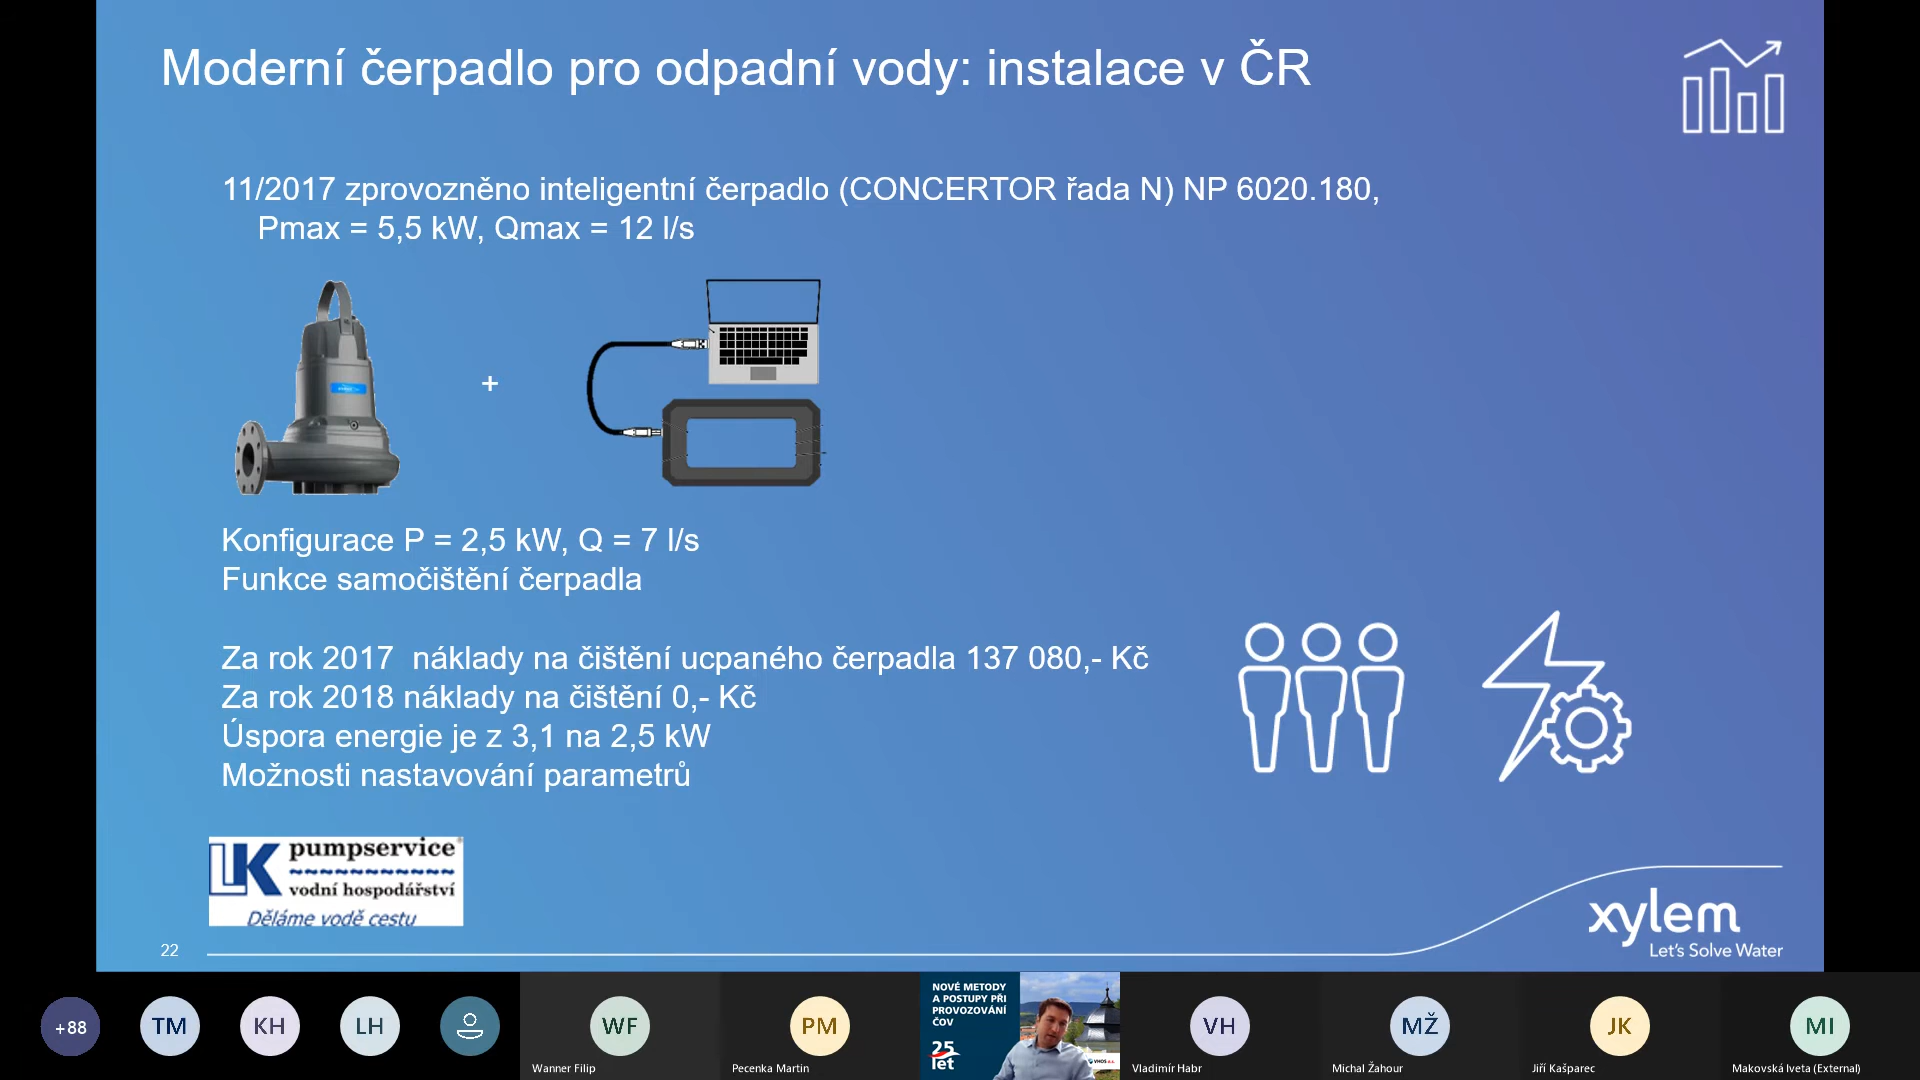 Moderní čerpadlo pro odpadní vody: instalace v ČR
11/2017 zprovozněno inteligentní čerpadlo (CONCERTOR řada N) NP 6020.180,
Pmax = 5,5 kW, Qmax = 12 l/s
+
Konfigurace P = 2,5 kW, Q = 7 l/s
Funkce samočištění čerpadla
Za rok 2017 náklady na čištění ucpaného čerpadla 137 080,- Kč
Za rok 2018 náklady na čištění 0,- Kč
Úspora energie je z 3,1 na 2,5 kW
Možnosti nastavování parametrů
LK
pumpservice
vodní hospodářství
Děláme vodě cestu
22
xylem
Let's Solve Water
+88
TM
KH
LH
WF
Wanner Filip
PM
Pecenka Martin
NOVÉ METODY
A POSTUPY PŘI
PROVOZOVÁNÍ
ČOV
25
let
VHOS a.s.
VH
Vladimír Habr
MŽ
Michal Žahour
JK
Jiří Kašparec
MI
Makovská Iveta (External)